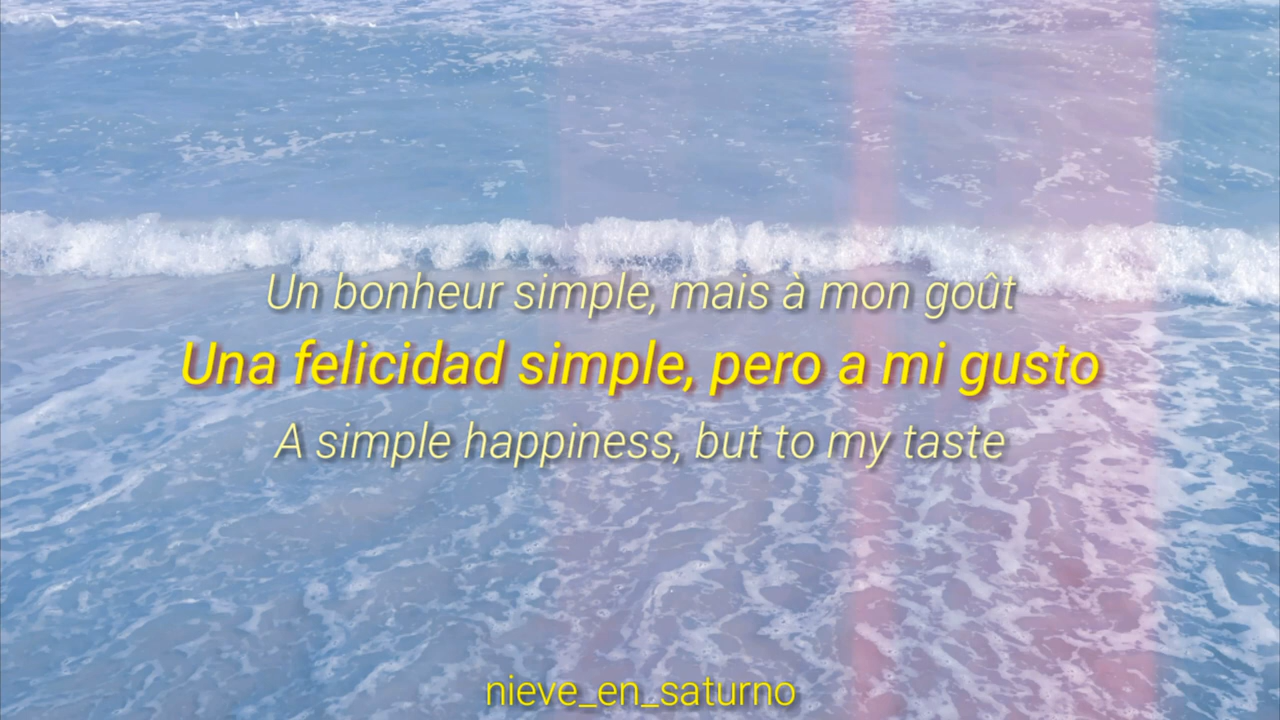 Un bonheur simple, mais à mon goût
Una felicidad simple, pero a mi gusto
A simple happiness, but to my taste
nieve_en_saturno